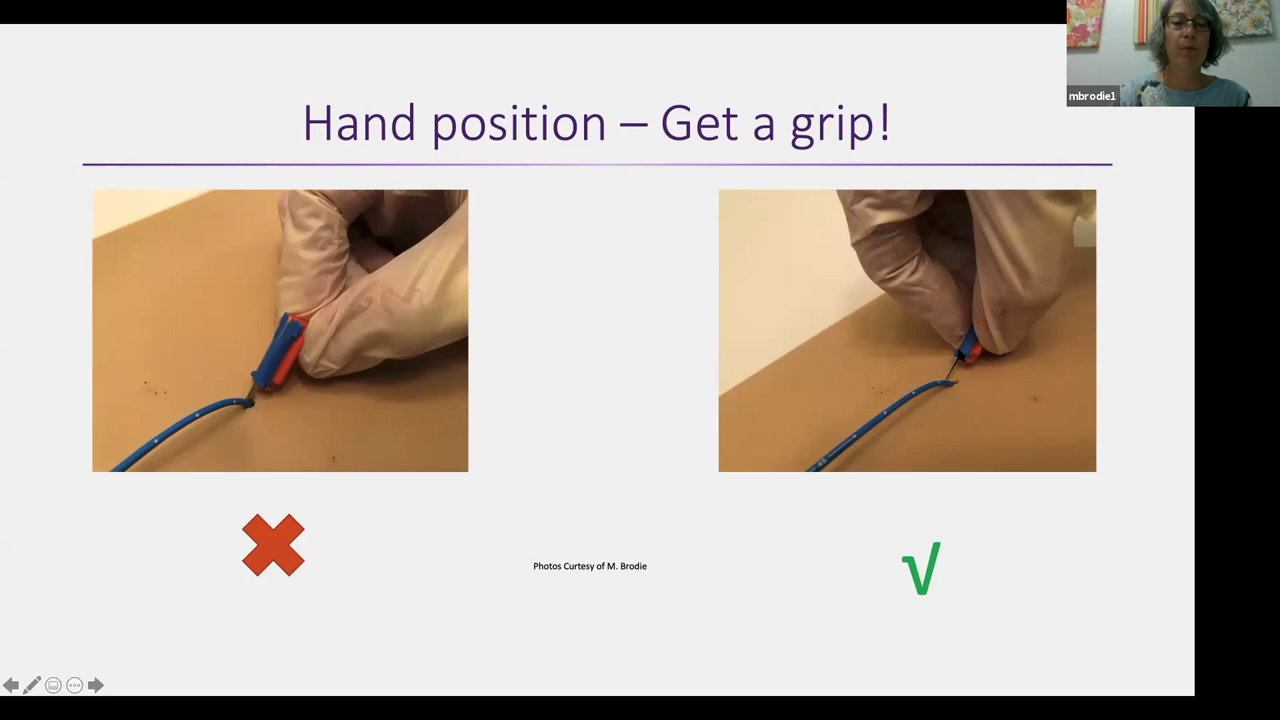 mbrodie1
Hand position – Get a grip!
Photos Curtesy of M. Brodie